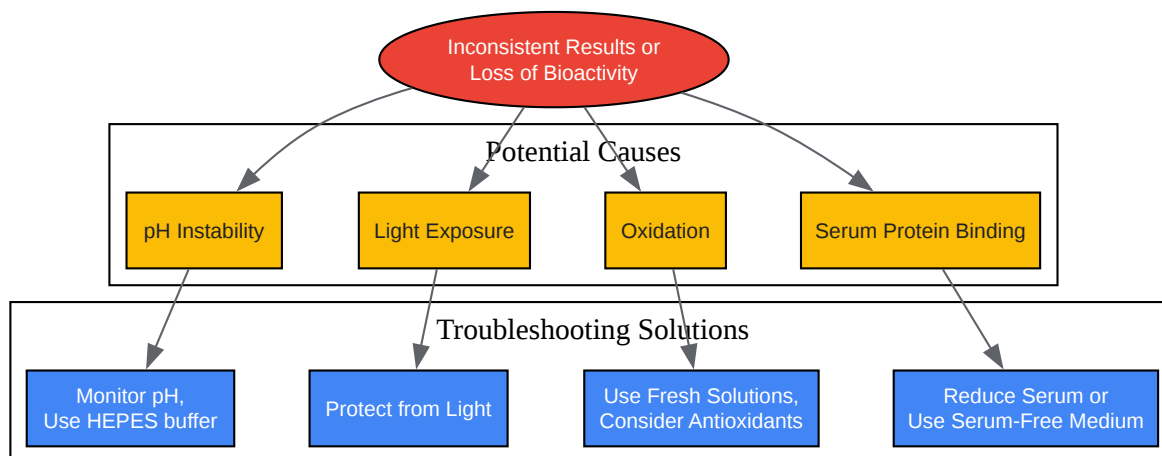 Inconsistent Results or
Loss of Bioactivity
Potential Causes
pH Instability
Light Exposure
Oxidation
Serum Protein Binding
Troubleshooting Solutions
Monitor pH,
Use HEPES buffer
Protect from Light
Use Fresh Solutions,
Consider Antioxidants
Reduce Serum or
Use Serum-Free Medium